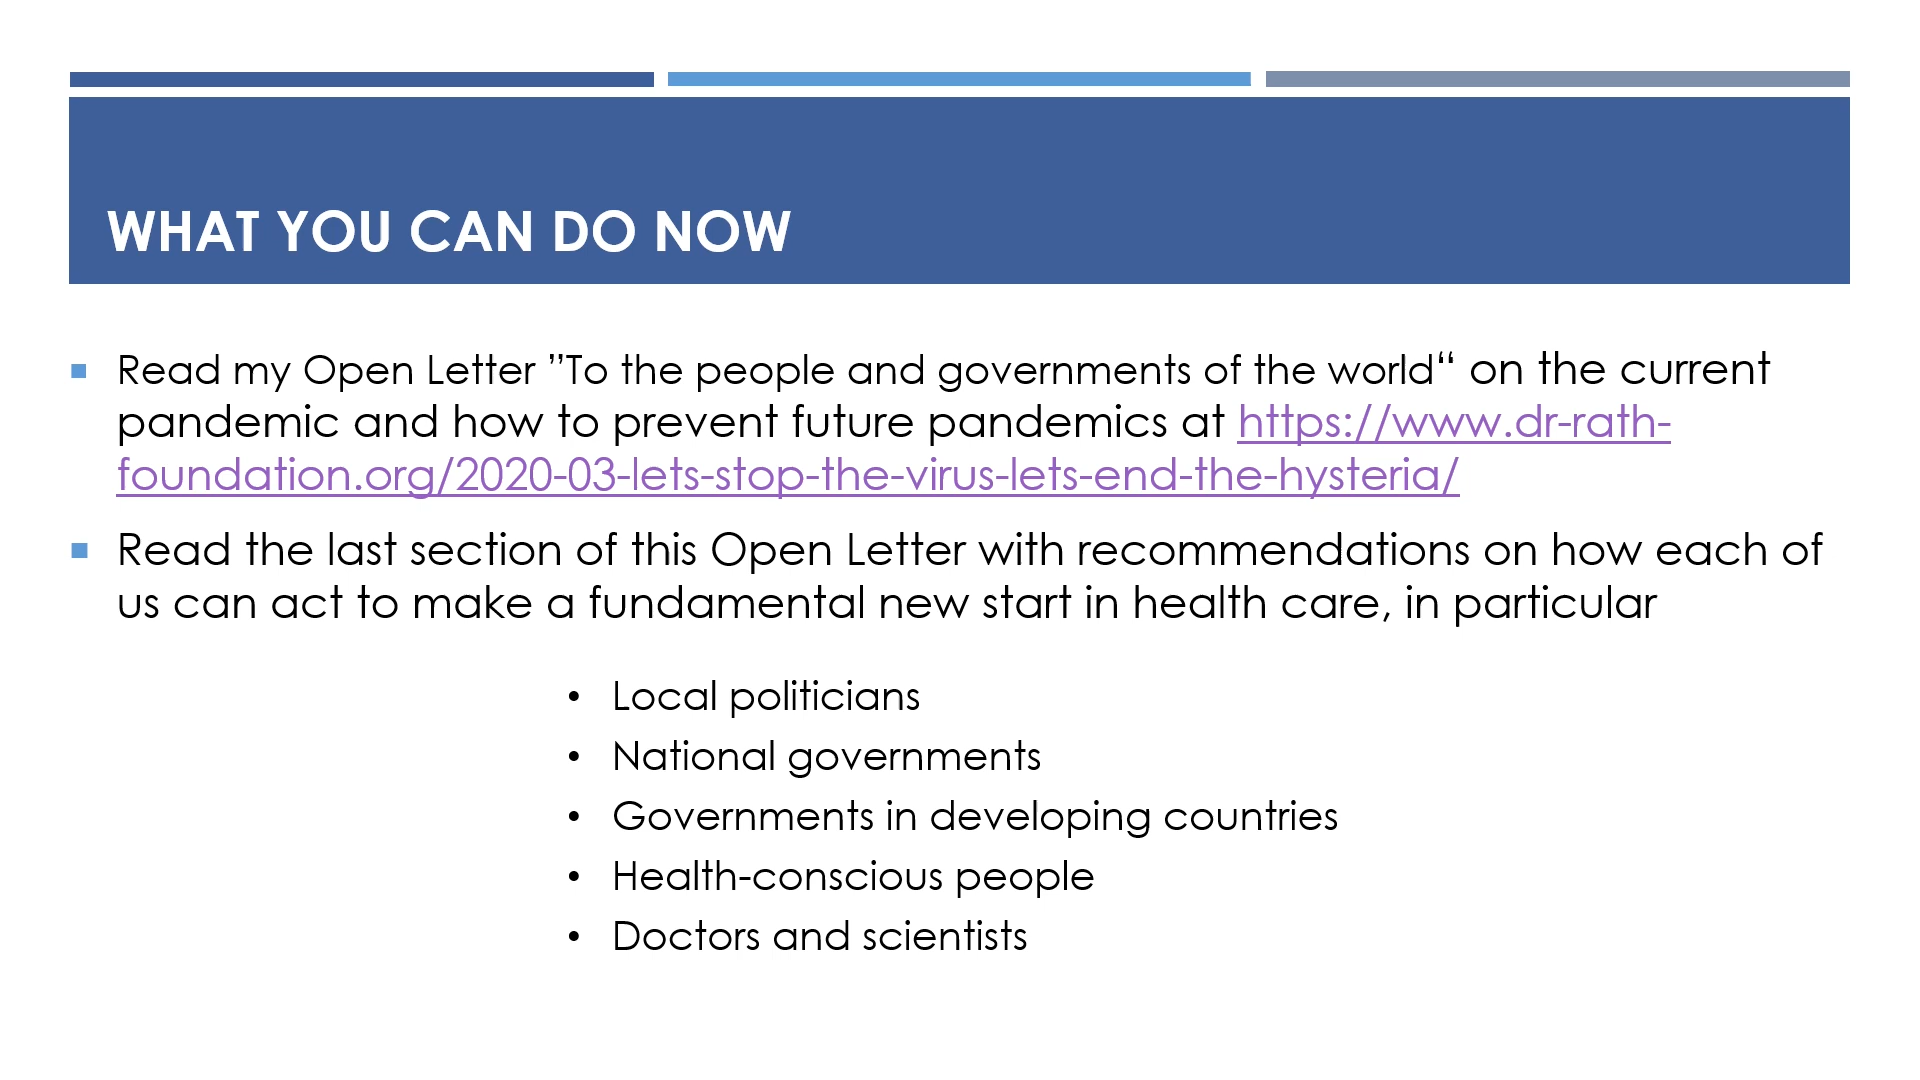 WHAT YOU CAN DO NOW
▪ Read my Open Letter ”To the people and governments of the world“ on the current
pandemic and how to prevent future pandemics at https://www.dr-rath-
foundation.org/2020-03-lets-stop-the-virus-lets-end-the-hysteria/
▪ Read the last section of this Open Letter with recommendations on how each of
us can act to make a fundamental new start in health care, in particular
• Local politicians
• National governments
• Governments in developing countries
• Health-conscious people
• Doctors and scientists